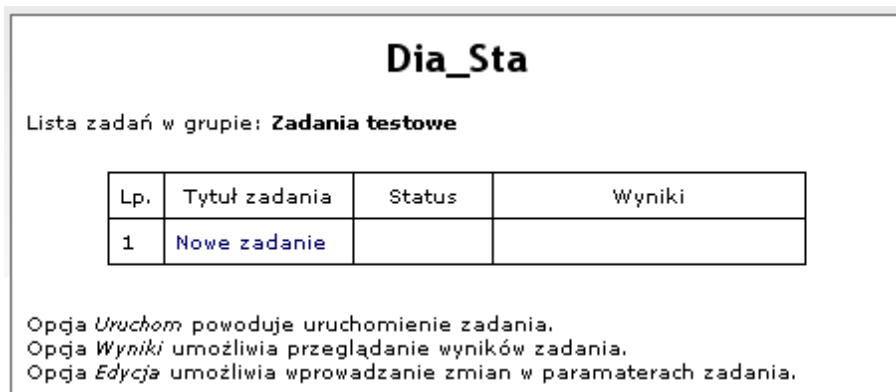 Dia_Sta
Lista zadań w grupie: Zadania testowe
Lp. Tytuł zadania Status Wyniki
1 Nowe zadanie
Opcja Uruchom powoduje uruchomienie zadania.
Opcja Wyniki umożliwia przeglądanie wyników zadania.
Opcja Edycja umożliwia wprowadzanie zmian w paramaterach zadania.